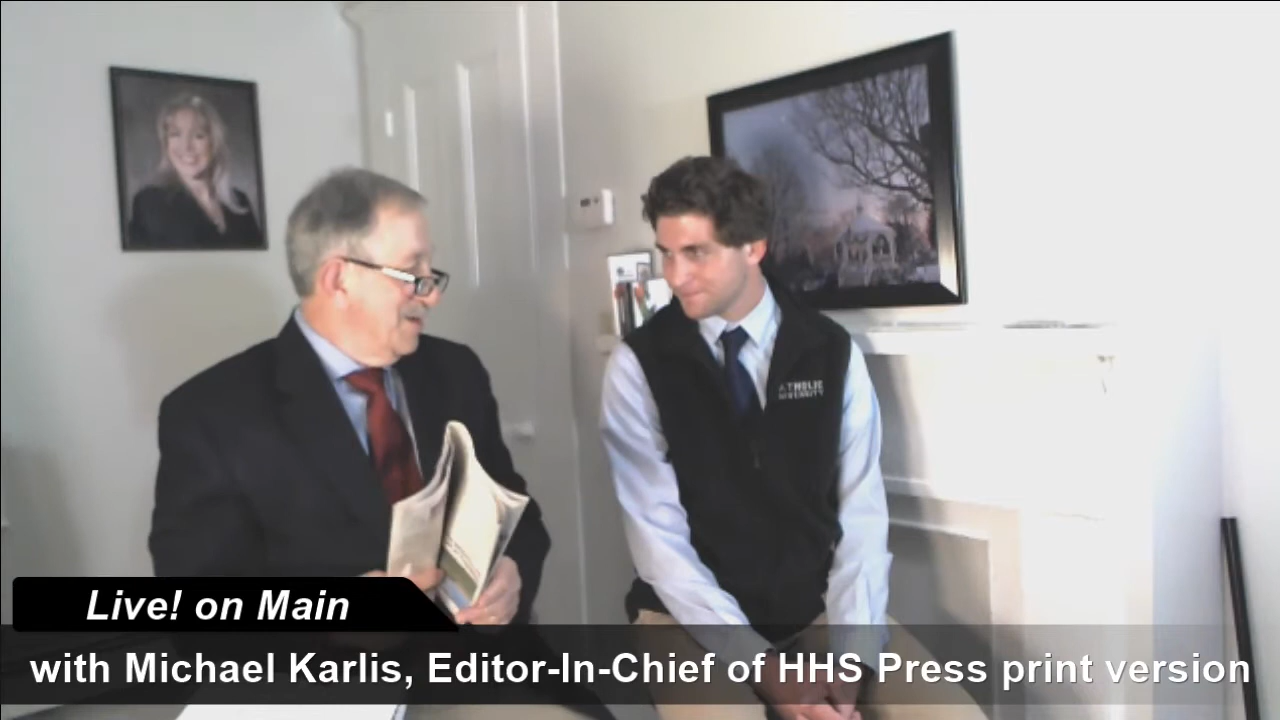 Live! on Main
with Michael Karlis, Editor-In-Chief of HHS Press print version